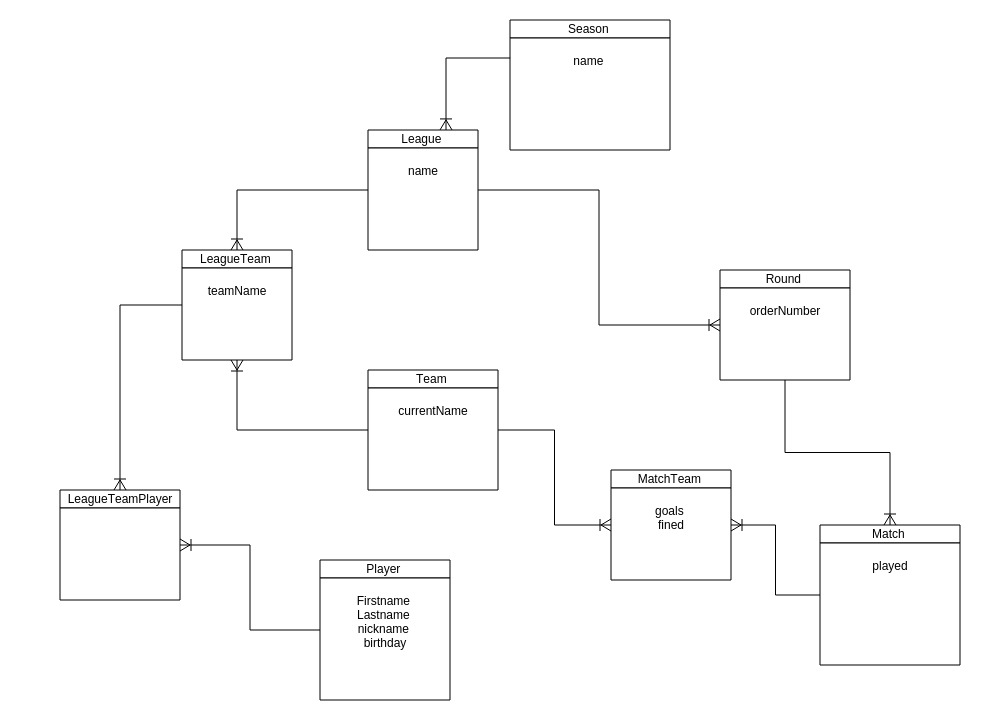 Season
name
League
name
LeagueTeam
teamName
Round
orderNumber
Team
currentName
MatchTeam
goals
fined
LeagueTeamPlayer
Match
played
Player
Firstname
Lastname
nickname
birthday